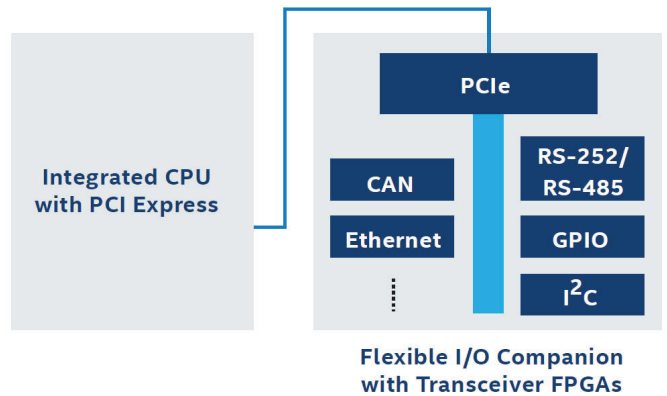 Integrated CPU
with PCI Express
PCIe
CAN
Ethernet
RS-252/
RS-485
GPIO
I²C
Flexible I/O Companion
with Transceiver FPGAs